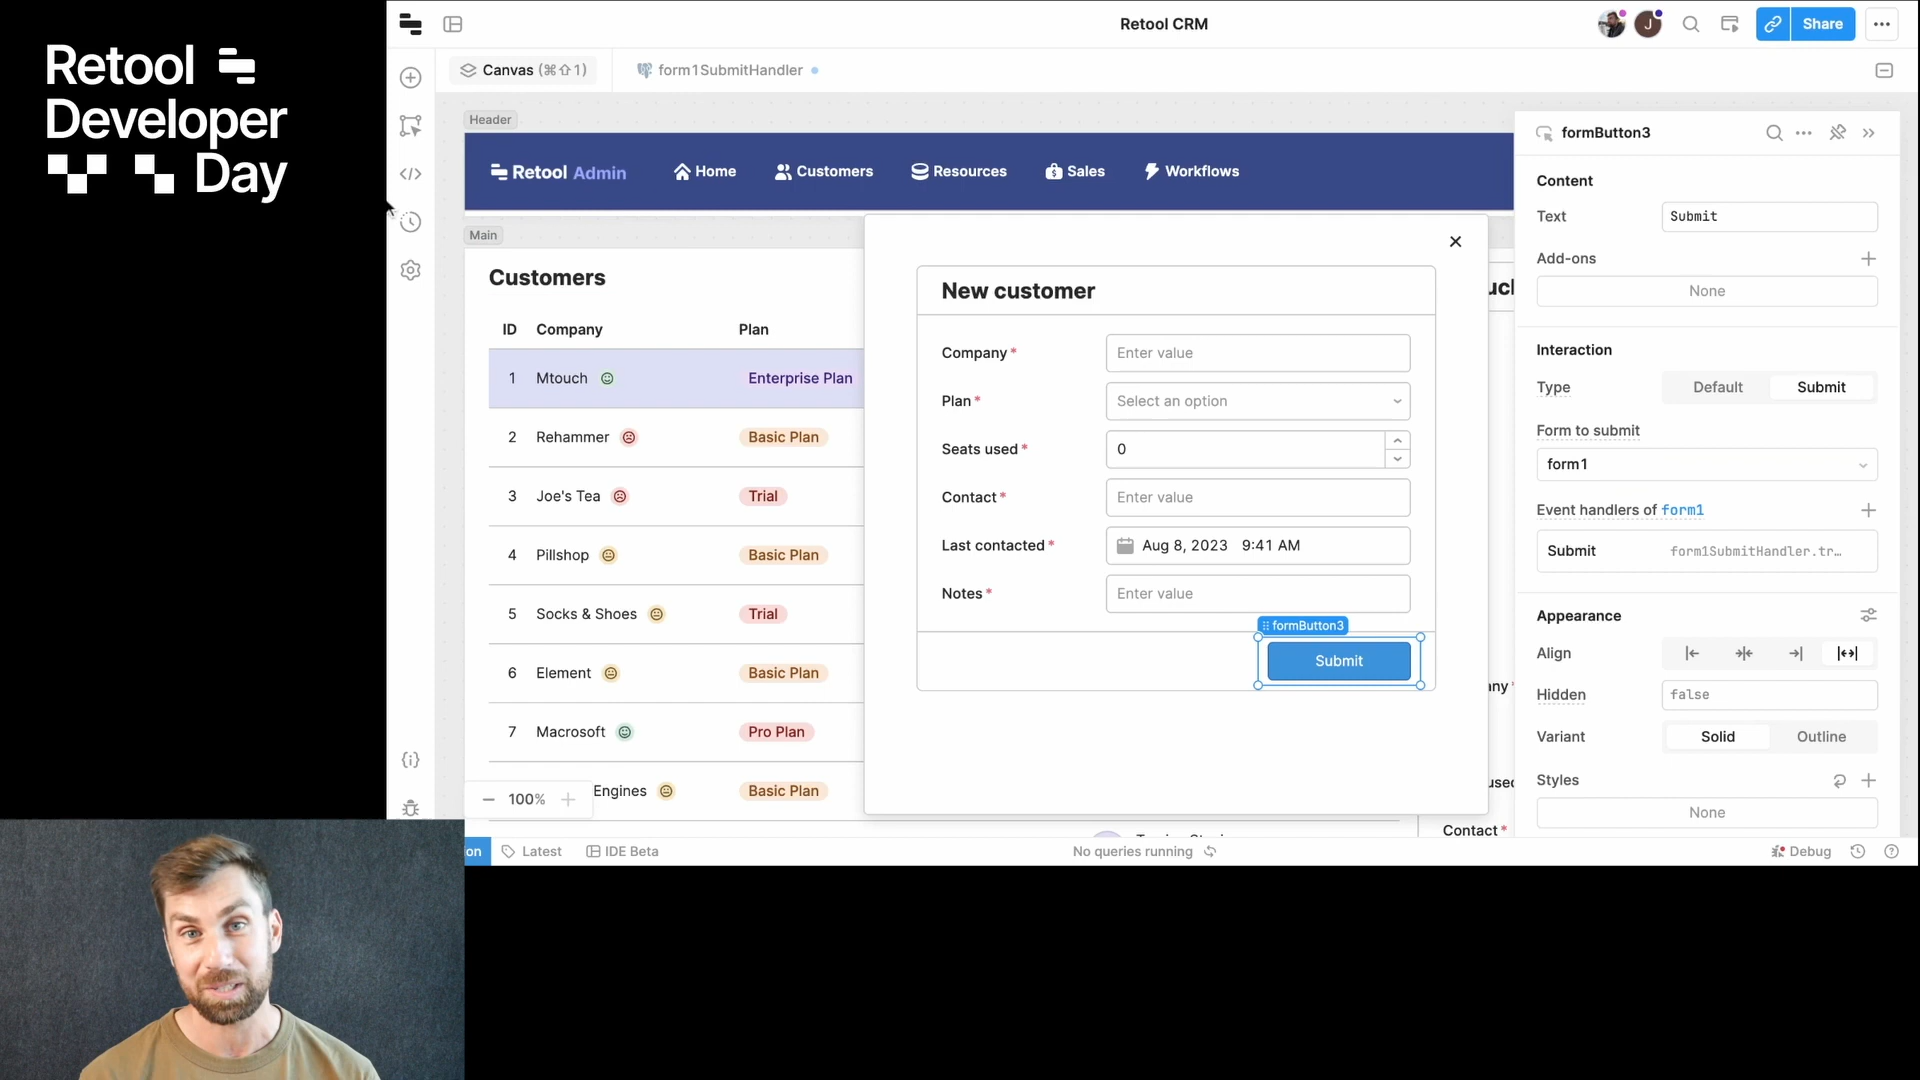 Retool
Developer
Day
Retool CRM
J
Share
Canvas (⌘⇧1)
form1SubmitHandler
Header
Retool Admin
Home
Customers
Resources
Sales
Workflows
Main
Customers
ID Company Plan
1 Mtouch Enterprise Plan
2 Rehammer Basic Plan
3 Joe's Tea Trial
4 Pillshop Basic Plan
5 Socks & Shoes Trial
6 Element Basic Plan
7 Macrosoft Pro Plan
Engines Basic Plan
100%
New customer
Company*
Enter value
Plan*
Select an option
Seats used*
0
Contact*
Enter value
Last contacted*
Aug 8, 2023 9:41 AM
Notes*
Enter value
formButton3
Submit
Contact*
formButton3
Content
Text
Submit
Add-ons
None
Interaction
Type
Default
Submit
Form to submit
form1
Event handlers of form1
Submit form1SubmitHandler.tr…
Appearance
Align
Hidden
false
Variant
Solid
Outline
Styles
None
on
Latest
IDE Beta
No queries running
Debug